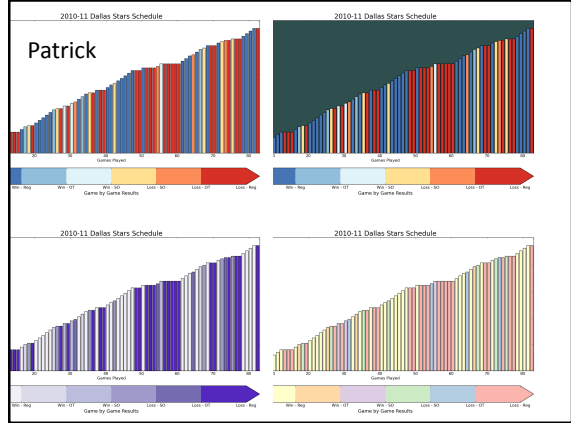 2010-11 Dallas Stars Schedule
Patrick
20 30 40 50 60 70 80
Games Played
Win - Reg Win - OT Win - SO Loss - SO Loss - OT Loss - Reg
Game by Game Results
2010-11 Dallas Stars Schedule
20 30 40 50 60 70 80
Games Played
Win - Reg Win - OT Win - SO Loss - SO Loss - OT Loss - Reg
Game by Game Results
2010-11 Dallas Stars Schedule
20 30 40 50 60 70 80
Games Played
Win - Reg Win - OT Win - SO Loss - SO Loss - OT Loss - Reg
Game by Game Results
2010-11 Dallas Stars Schedule
20 30 40 50 60 70 80
Games Played
Win - Reg Win - OT Win - SO Loss - SO Loss - OT Loss - Reg
Game by Game Results